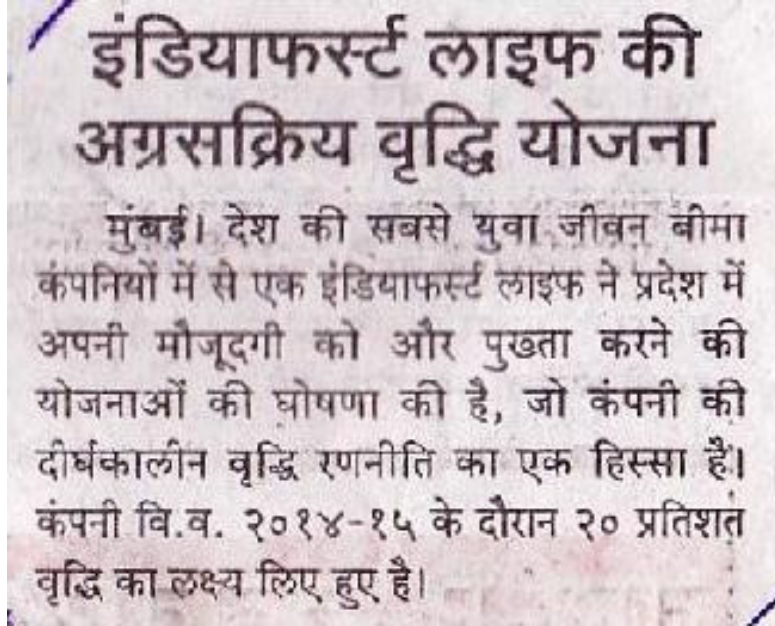 इंडियाफर्स्ट लाइफ की
अग्रसक्रिय वृद्धि योजना
मुंबई। देश की सबसे युवा जीवन बीमा
कंपनियों में से एक इंडियाफर्स्ट लाइफ ने प्रदेश में
अपनी मौजूदगी को और पुख्ता करने की
योजनाओं की घोषणा की है, जो कंपनी की
दीर्घकालीन वृद्धि रणनीति का एक हिस्सा है।
कंपनी वि.व. २०१४-१५ के दौरान २० प्रतिशत
वृद्धि का लक्ष्य लिए हुए है।